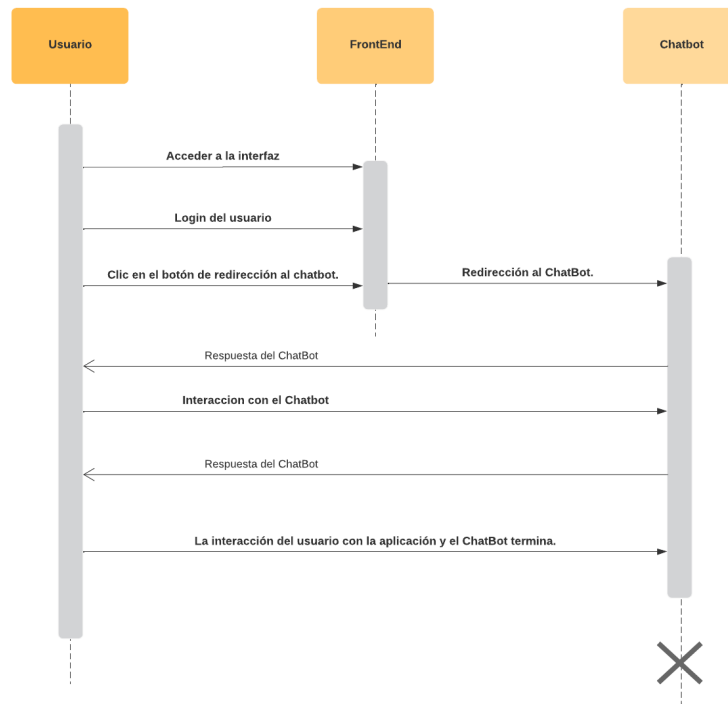 Usuario
FrontEnd
Chatbot
Acceder a la interfaz
Login del usuario
Clic en el botón de redirección al chatbot.
Redirección al ChatBot.
Respuesta del ChatBot
Interaccion con el Chatbot
Respuesta del ChatBot
La interacción del usuario con la aplicación y el ChatBot termina.